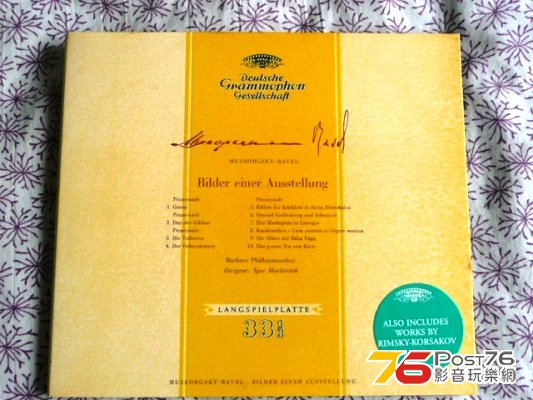 Deutsche
Grammophon
Gesellschaft
MUSSORGSKY-RAVEL
Bilder einer Ausstellung
Promenade
1. Gnom
Promenade
2. Das alte Schloss
Promenade
3. Die Tuilerien
4. Der Ochsenkarren
Promenade
5. Ballett der Küchlein in ihren Eierschalen
6. Samuel Goldenberg und Schmuyle
7. Der Marktplatz in Limoges
8. Katakomben - Cum mortuis in lingua mortua
9. Die Hütte der Baba Yaga
10. Das grosse Tor von Kiew
Berliner Philharmoniker
Dirigent: Igor Markevitch
LANGSPIELPLATTE
33 1/3
ALSO INCLUDES
WORKS BY
RIMSKY-KORSAKOV
MUSSORGSKY-RAVEL · BILDER EINER AUSSTELLUNG
76 Post76
影音玩樂網